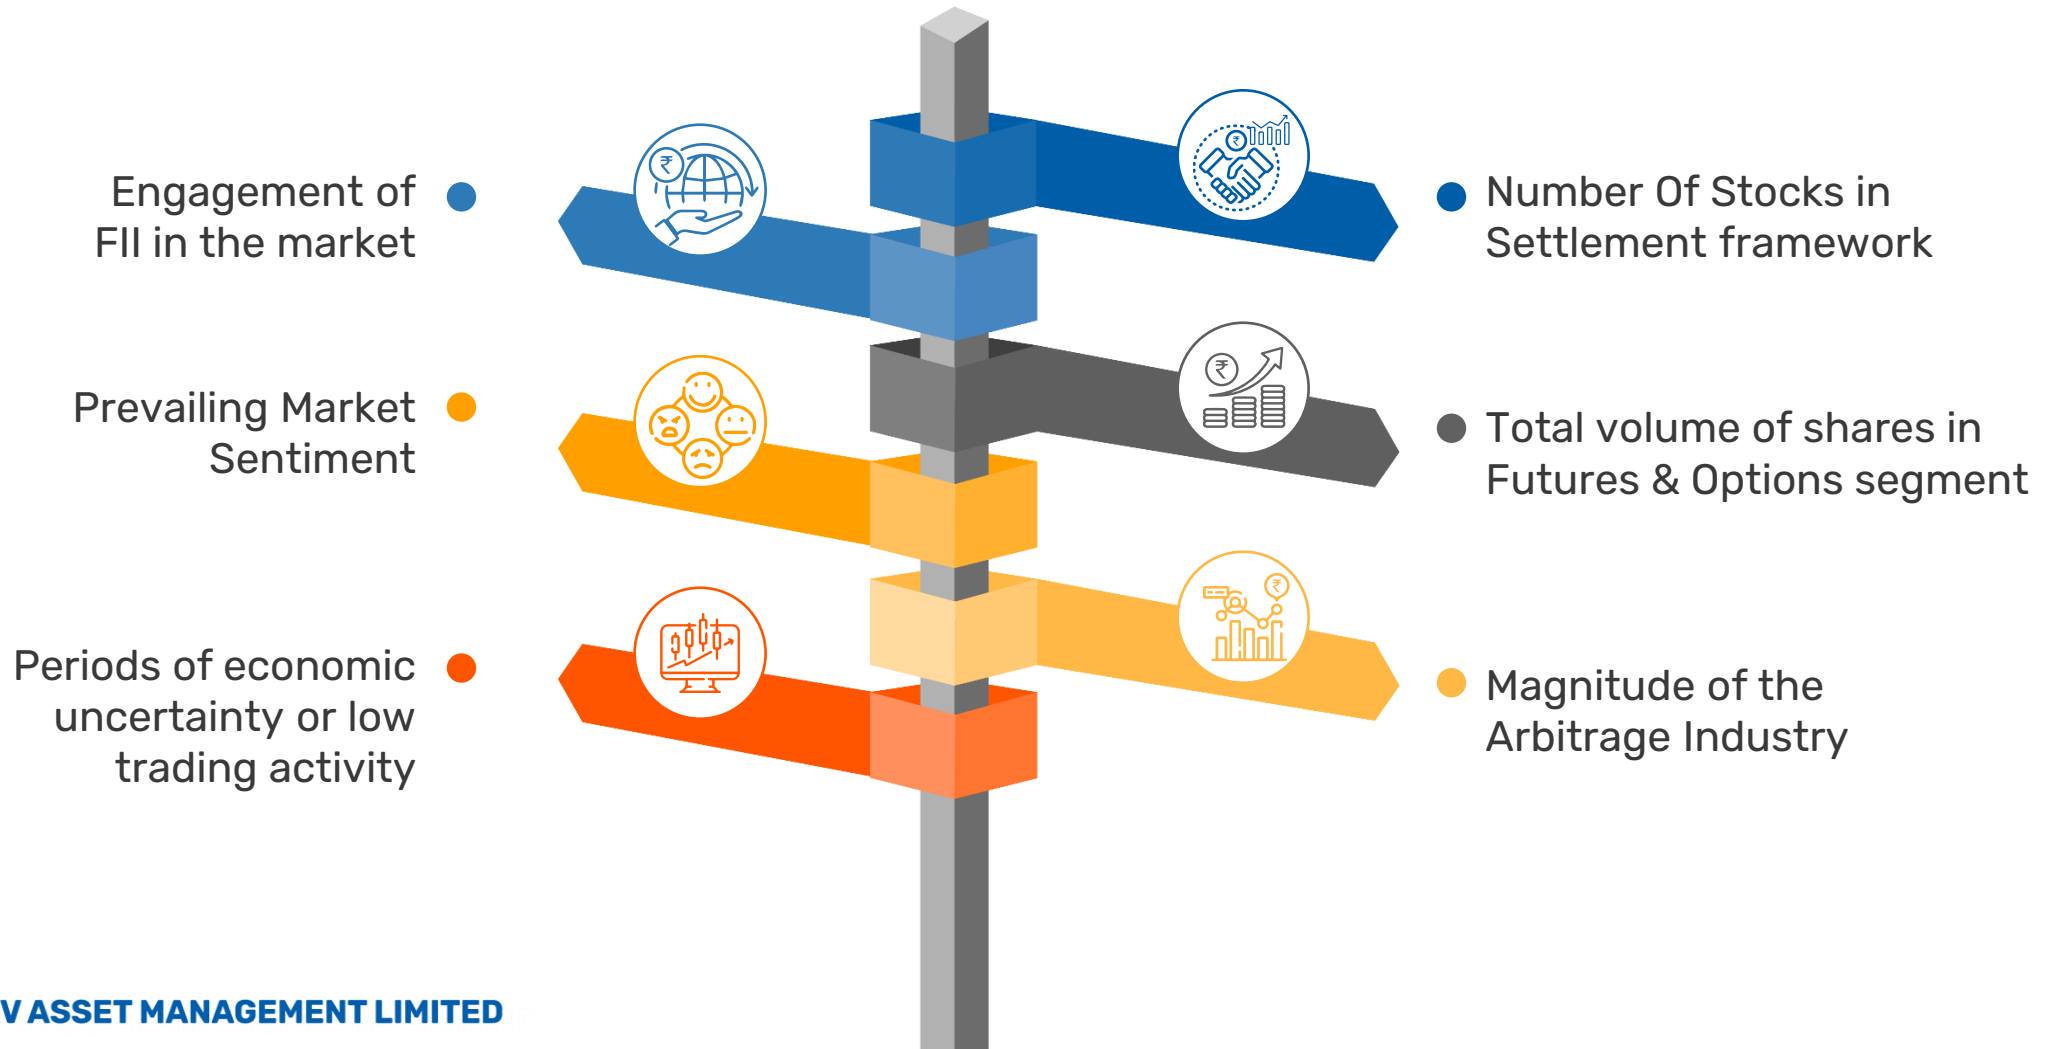 Engagement of
FII in the market
Number Of Stocks in
Settlement framework
Prevailing Market
Sentiment
Total volume of shares in
Futures & Options segment
Periods of economic
uncertainty or low
trading activity
Magnitude of the
Arbitrage Industry
V ASSET MANAGEMENT LIMITED
₹
₹
₹
₹